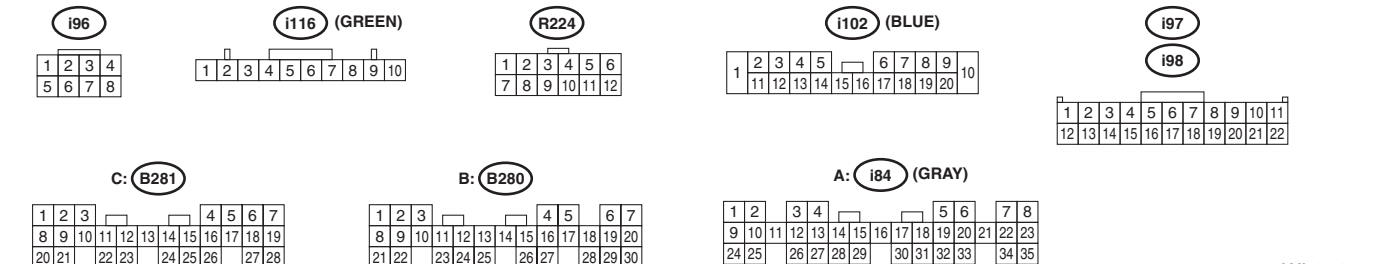 i96
i116 (GREEN)
R224
i102 (BLUE)
i97
i98
1 2 3 4
5 6 7 8
1 2 3 4 5 6 7 8 9 10
1 2 3 4 5 6
7 8 9 10 11 12
1 2 3 4 5 6 7 8 9 10
11 12 13 14 15 16 17 18 19 20
1 2 3 4 5 6 7 8 9 10 11
12 13 14 15 16 17 18 19 20 21 22
C: B281
B: B280
A: i84 (GRAY)
1 2 3 4 5 6 7
8 9 10 11 12 13 14 15 16 17 18 19
20 21 22 23 24 25 26 27 28
1 2 3 4 5 6 7
8 9 10 11 12 13 14 15 16 17 18 19 20
21 22 23 24 25 26 27 28 29 30
1 2 3 4 5 6 7 8
9 10 11 12 13 14 15 16 17 18 19 20 21 22 23
24 25 26 27 28 29 30 31 32 33 34 35